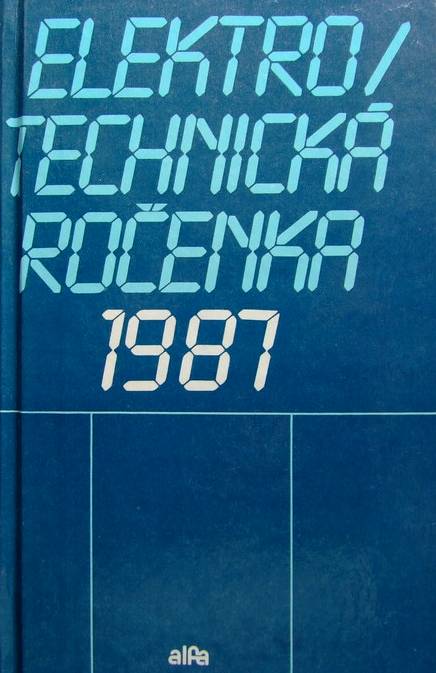 ELEKTRO/
TECHNICKÁ
ROČENKA
1987
alfa